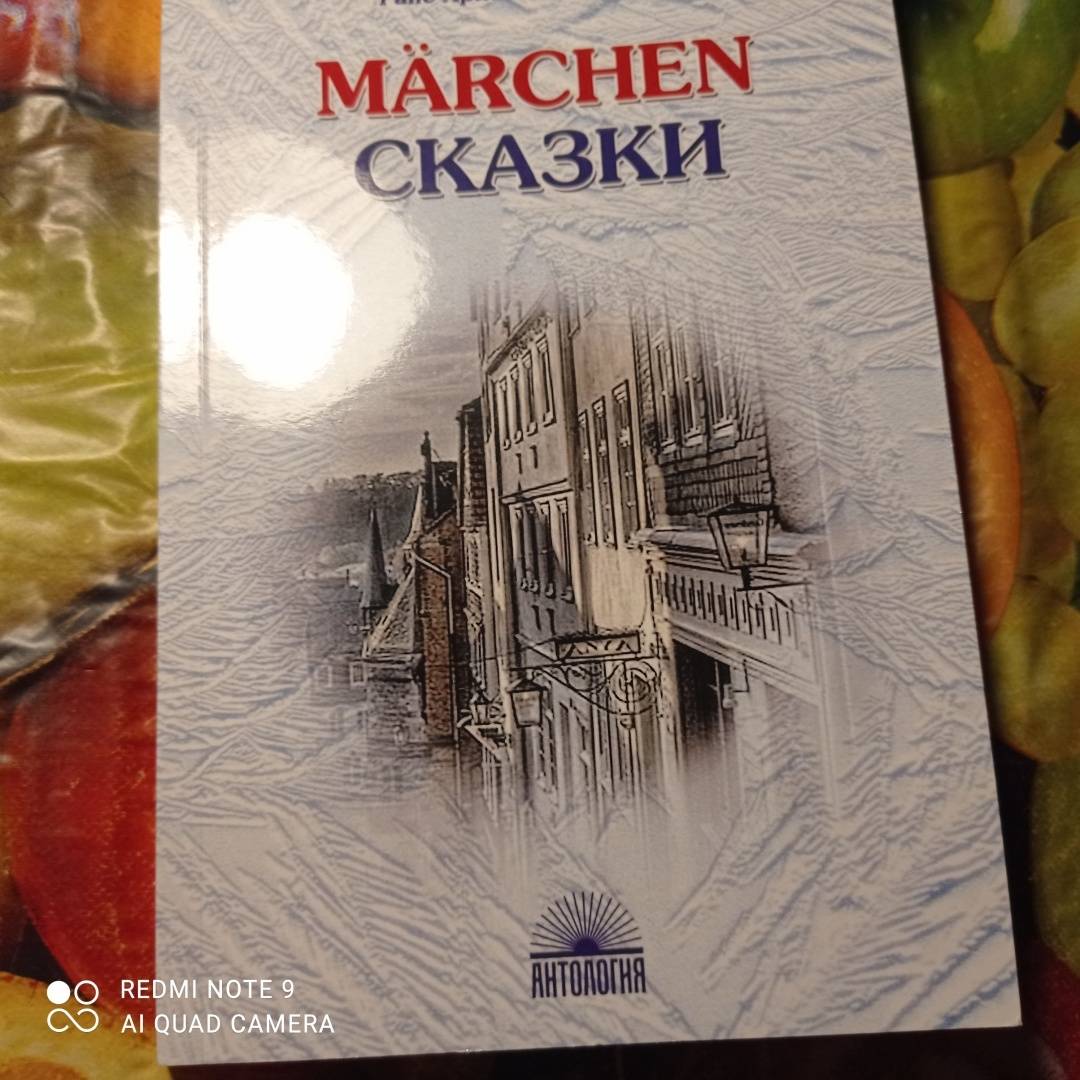 MÄRCHEN
СКАЗКИ
АНТОЛОГИЯ
REDMI NOTE 9
AI QUAD CAMERA